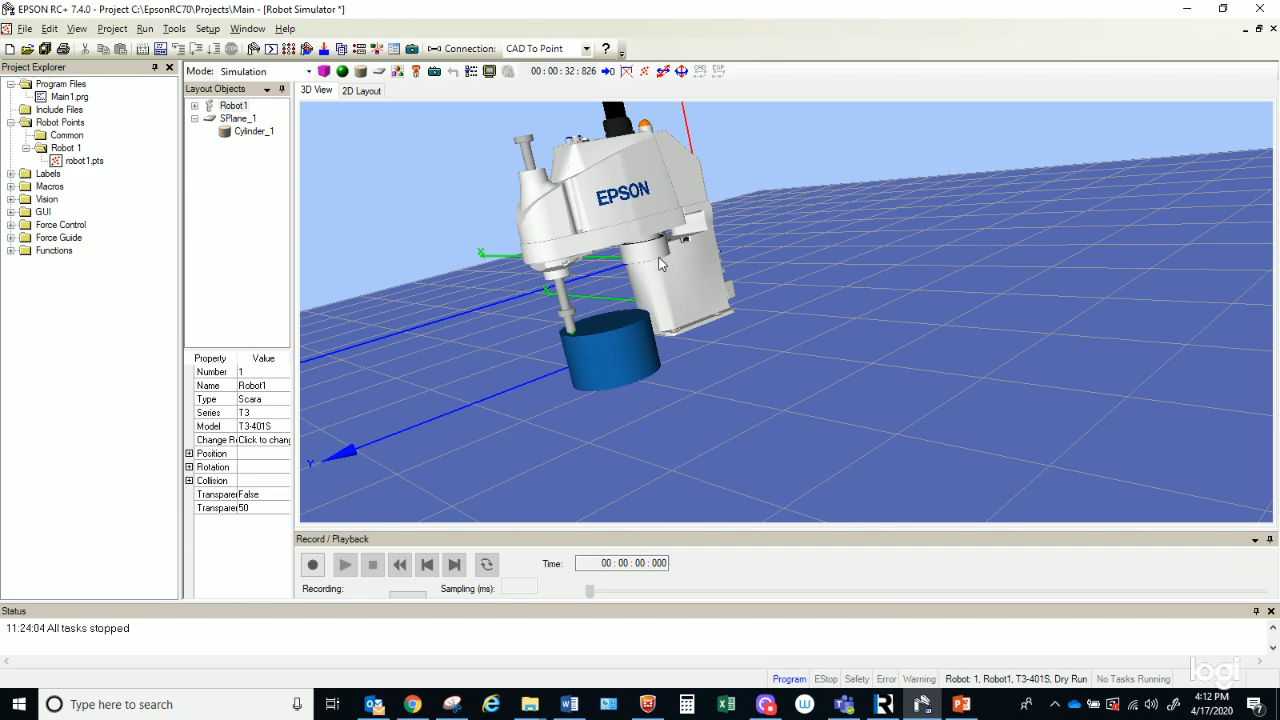 EPSON RC+ 7.4.0 - Project C:\EpsonRC70\Projects\Main - [Robot Simulator *]
File Edit View Project Run Tools Setup Window Help
Connection: CAD To Point ?
Project Explorer
Program Files
Main1.prg
Include Files
Robot Points
Common
Robot 1
robot1.pts
Labels
Macros
Vision
GUI
Force Control
Force Guide
Functions
Mode: Simulation
00 : 00 : 32 : 826
Layout Objects
Robot1
SPlane_1
Cylinder_1
Property Value
Number 1
Name Robot1
Type Scara
Series T3
Model T3-401S
Change R Click to chang
Position
Rotation
Collision
Transpare False
Transpare 50
3D View 2D Layout
EPSON
X
X
Y
Record / Playback
Time: 00 : 00 : 00 : 000
Recording: Sampling (ms):
Status
11:24:04 All tasks stopped
logi
Program EStop Safety Error Warning Robot: 1, Robot1, T3-401S, Dry Run No Tasks Running
Type here to search
4:12 PM
4/17/2020